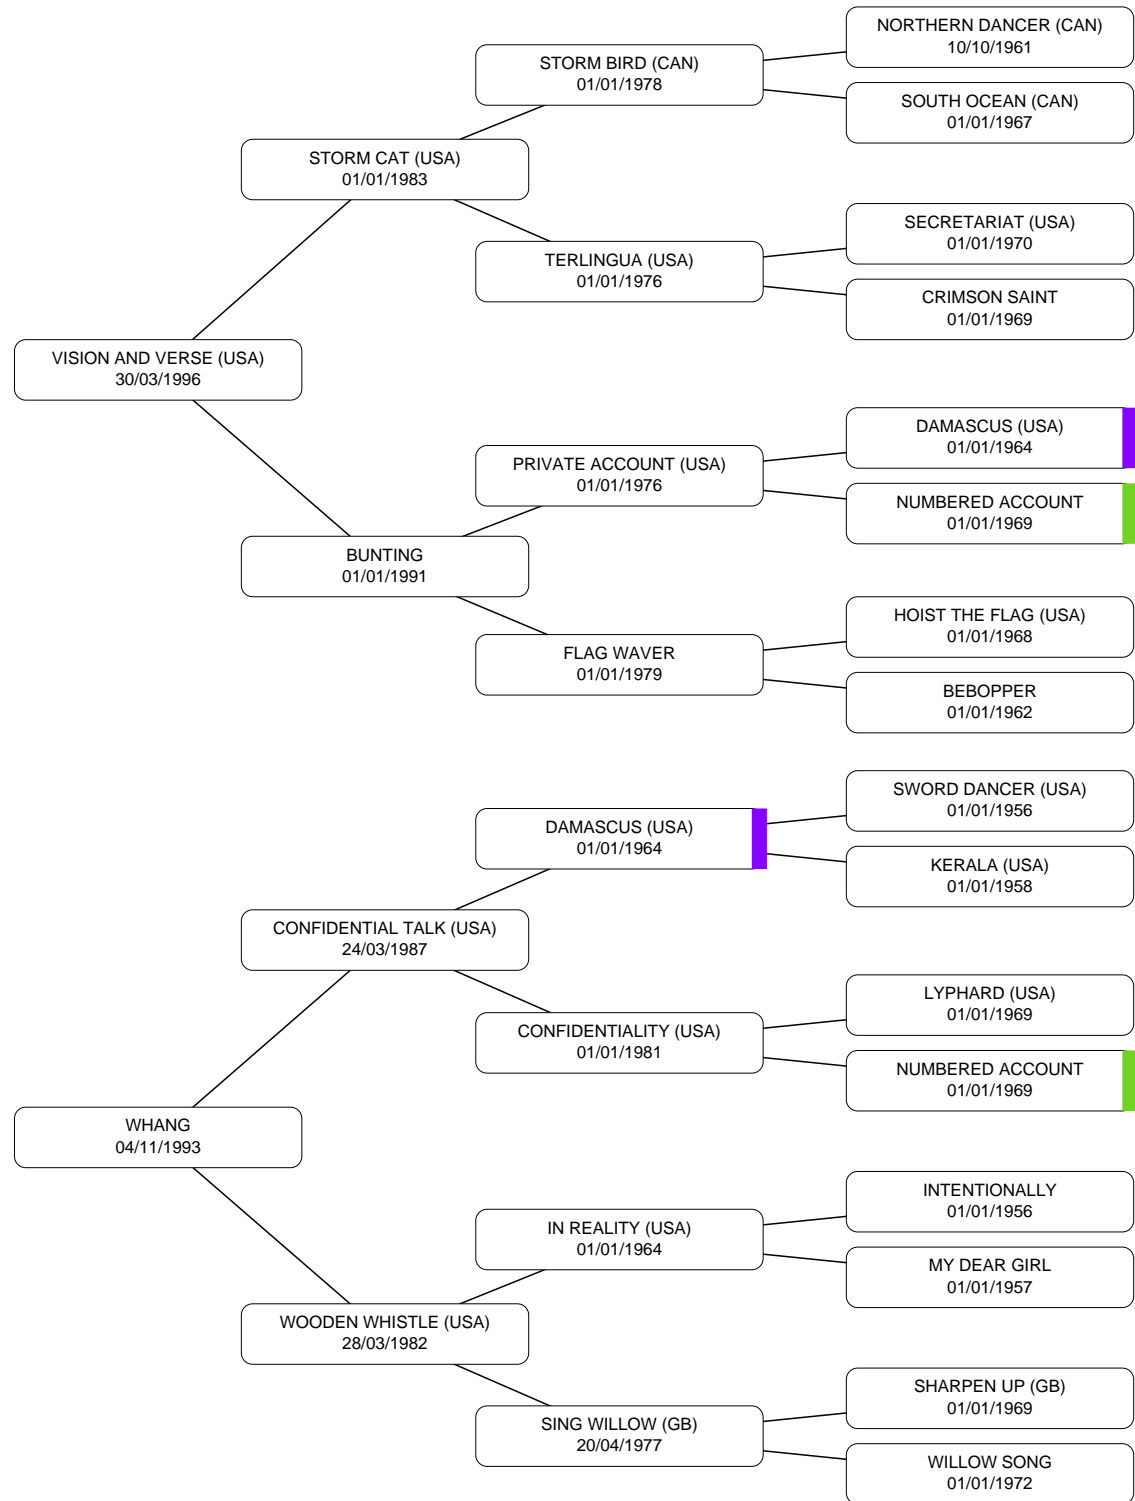 NORTHERN DANCER (CAN)
10/10/1961
STORM BIRD (CAN)
01/01/1978
SOUTH OCEAN (CAN)
01/01/1967
STORM CAT (USA)
01/01/1983
SECRETARIAT (USA)
01/01/1970
TERLINGUA (USA)
01/01/1976
CRIMSON SAINT
01/01/1969
VISION AND VERSE (USA)
30/03/1996
DAMASCUS (USA)
01/01/1964
PRIVATE ACCOUNT (USA)
01/01/1976
NUMBERED ACCOUNT
01/01/1969
BUNTING
01/01/1991
HOIST THE FLAG (USA)
01/01/1968
FLAG WAVER
01/01/1979
BEBOPPER
01/01/1962
SWORD DANCER (USA)
01/01/1956
DAMASCUS (USA)
01/01/1964
KERALA (USA)
01/01/1958
CONFIDENTIAL TALK (USA)
24/03/1987
LYPHARD (USA)
01/01/1969
CONFIDENTIALITY (USA)
01/01/1981
NUMBERED ACCOUNT
01/01/1969
WHANG
04/11/1993
INTENTIONALLY
01/01/1956
IN REALITY (USA)
01/01/1964
MY DEAR GIRL
01/01/1957
WOODEN WHISTLE (USA)
28/03/1982
SHARPEN UP (GB)
01/01/1969
SING WILLOW (GB)
20/04/1977
WILLOW SONG
01/01/1972